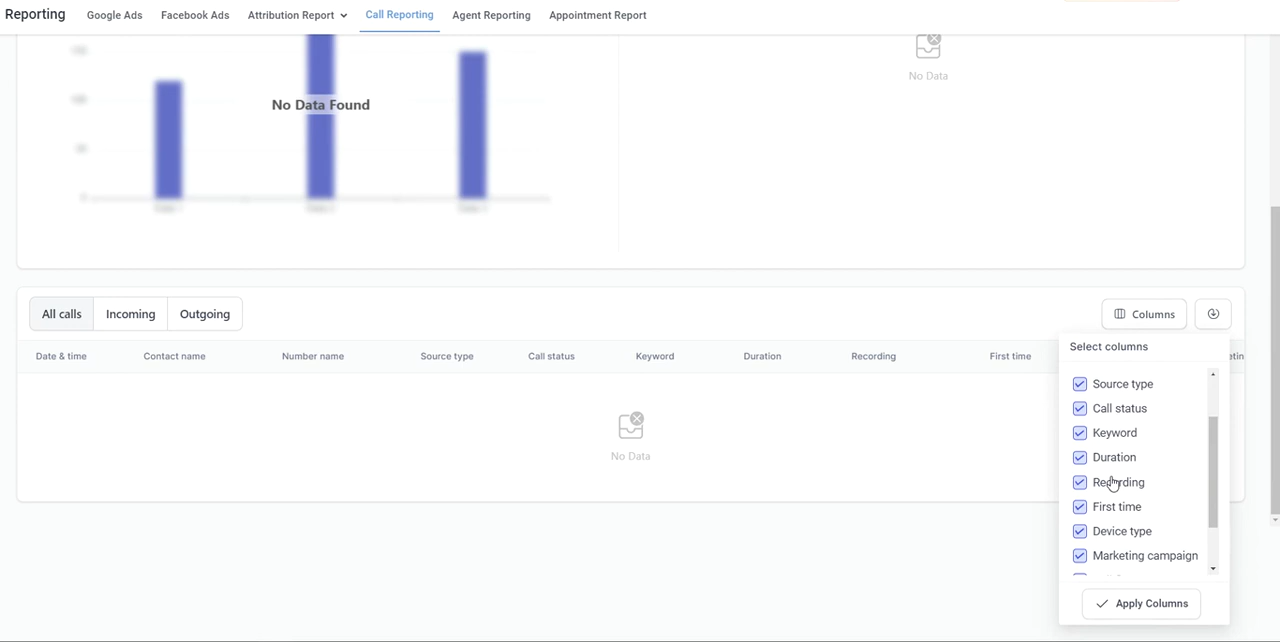 Reporting Google Ads Facebook Ads Attribution Report Call Reporting Agent Reporting Appointment Report
No Data Found
No Data
0
All calls Incoming Outgoing
Columns
Date & time Contact name Number name Source type Call status Keyword Duration Recording First time
Select columns
Source type
Call status
Keyword
Duration
Recording
First time
Device type
Marketing campaign
No Data
Apply Columns